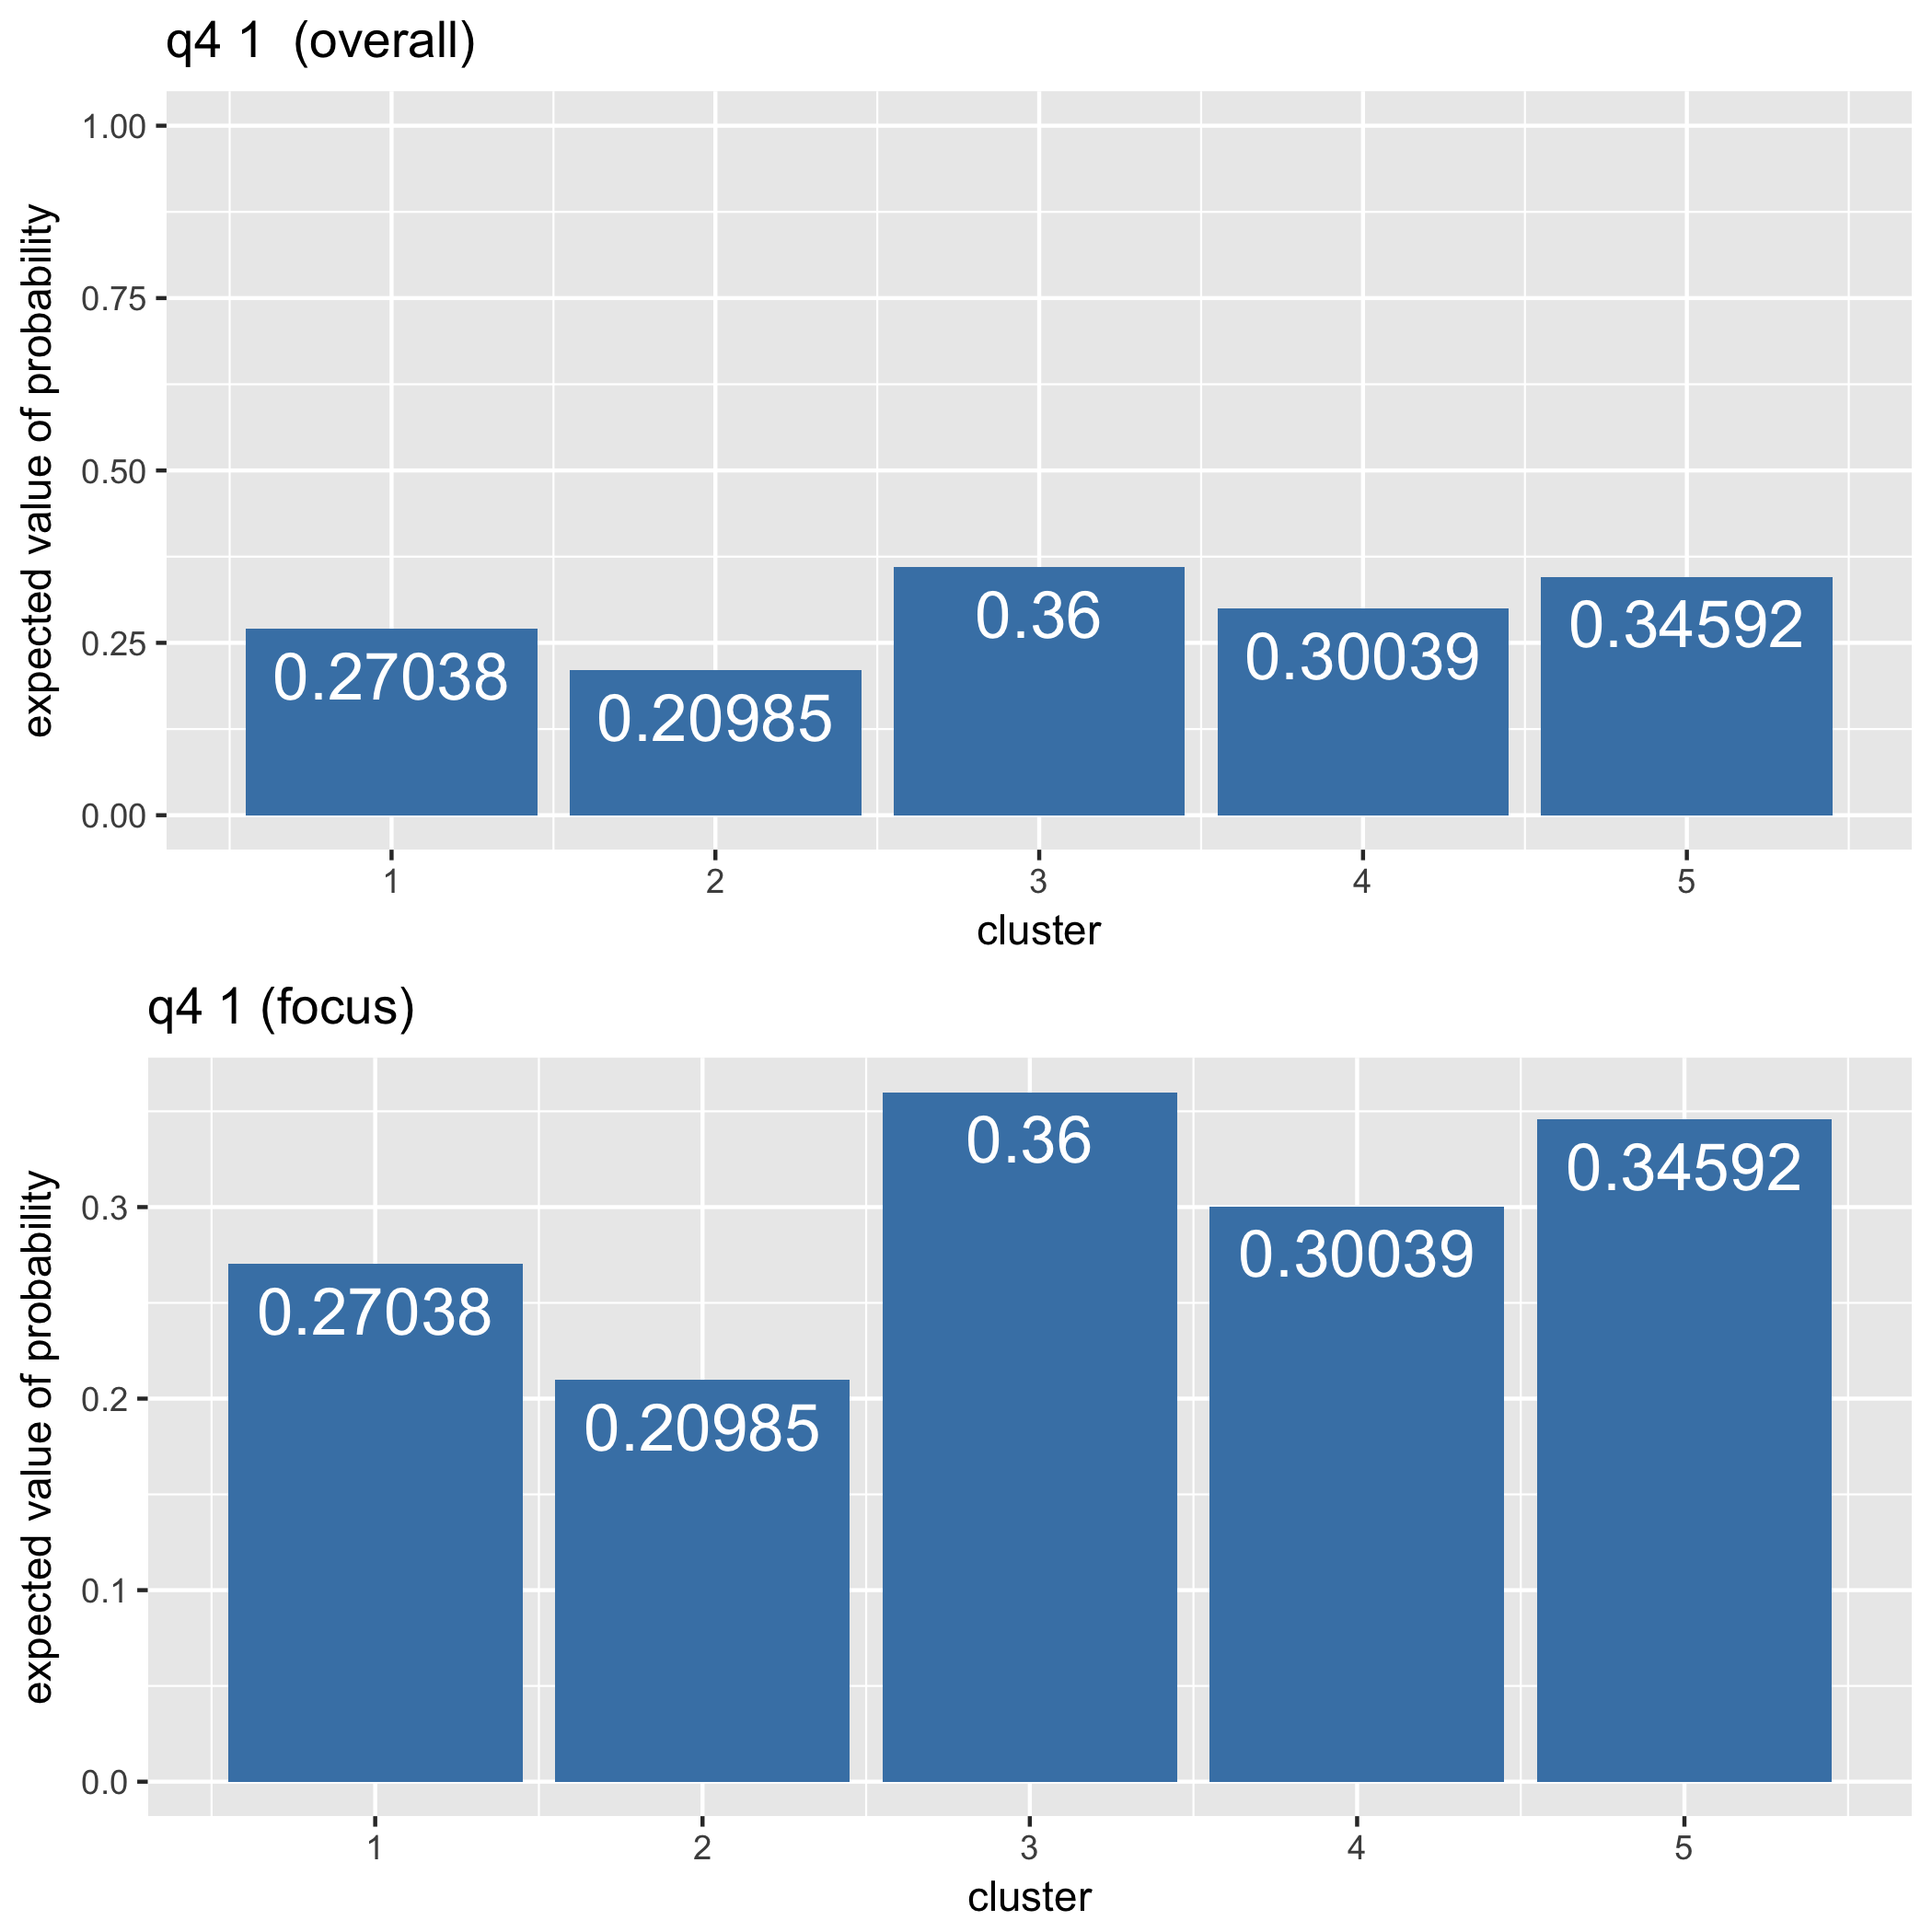 q4 1  (overall)
expected value of probability
1.00
0.75
0.50
0.25
0.00
0.27038
0.20985
0.36
0.30039
0.34592
1 2 3 4 5
cluster
q4 1 (focus)
expected value of probability
0.3
0.2
0.1
0.0
0.27038
0.20985
0.36
0.30039
0.34592
1 2 3 4 5
cluster